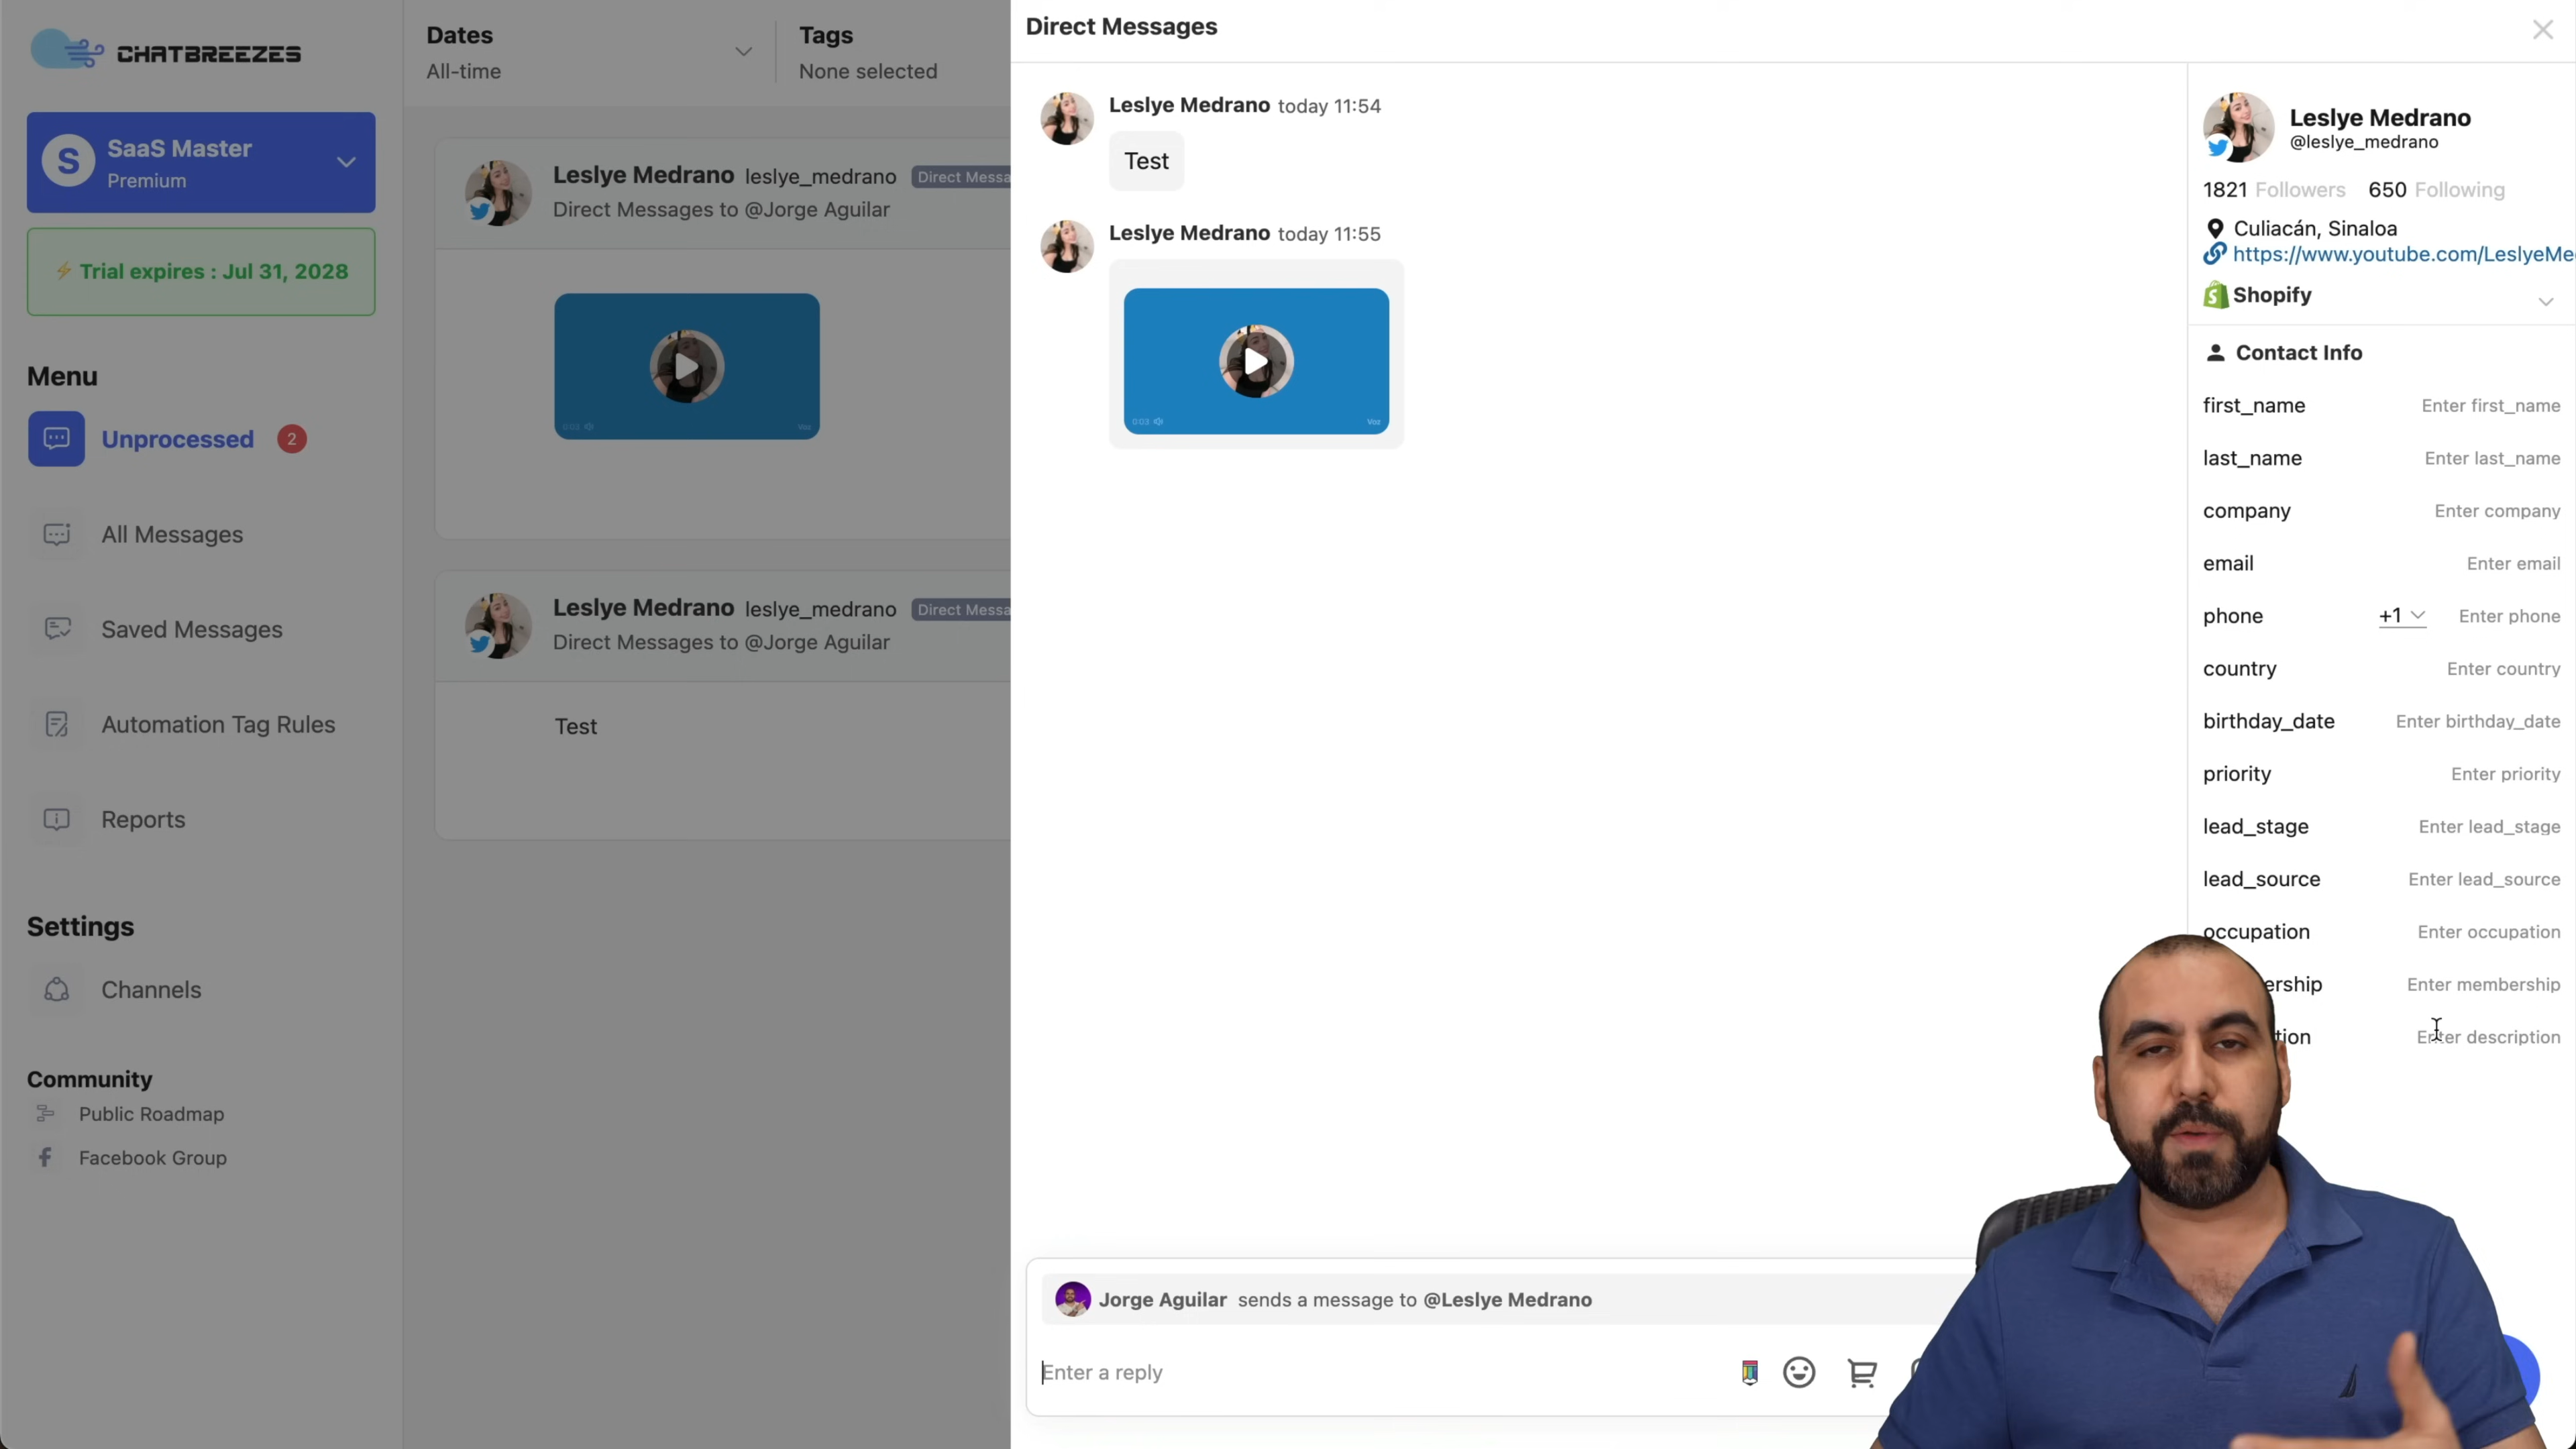 CHATBREEZES
S
SaaS Master
Premium
Trial expires : Jul 31, 2028
Menu
Unprocessed 2
All Messages
Saved Messages
Automation Tag Rules
Reports
Settings
Channels
Community
Public Roadmap
Facebook Group
Dates
All-time
Tags
None selected
Leslye Medrano leslye_medrano Direct Messa
Direct Messages to @Jorge Aguilar
0:03
Voz
Leslye Medrano leslye_medrano Direct Messa
Direct Messages to @Jorge Aguilar
Test
Direct Messages
Leslye Medrano today 11:54
Test
Leslye Medrano today 11:55
0:03
Voz
Jorge Aguilar sends a message to @Leslye Medrano
Enter a reply
Leslye Medrano
@leslye_medrano
1821 Followers 650 Following
Culiacán, Sinaloa
https://www.youtube.com/LeslyeMe
Shopify
Contact Info
first_name Enter first_name
last_name Enter last_name
company Enter company
email Enter email
phone +1 Enter phone
country Enter country
birthday_date Enter birthday_date
priority Enter priority
lead_stage Enter lead_stage
lead_source Enter lead_source
occupation Enter occupation
ership Enter membership
tion Enter description